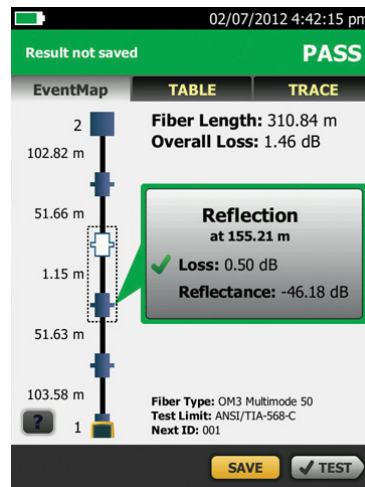 02/07/2012 4:42:15 pm
Result not saved
PASS
EventMap
TABLE
TRACE
2
Fiber Length: 310.84 m
Overall Loss: 1.46 dB
102.82 m
51.66 m
Reflection
at 155.21 m
Loss: 0.50 dB
1.15 m
Reflectance: -46.18 dB
51.63 m
103.58 m
Fiber Type: OM3 Multimode 50
Test Limit: ANSI/TIA-568-C
Next ID: 001
?
1
SAVE
TEST